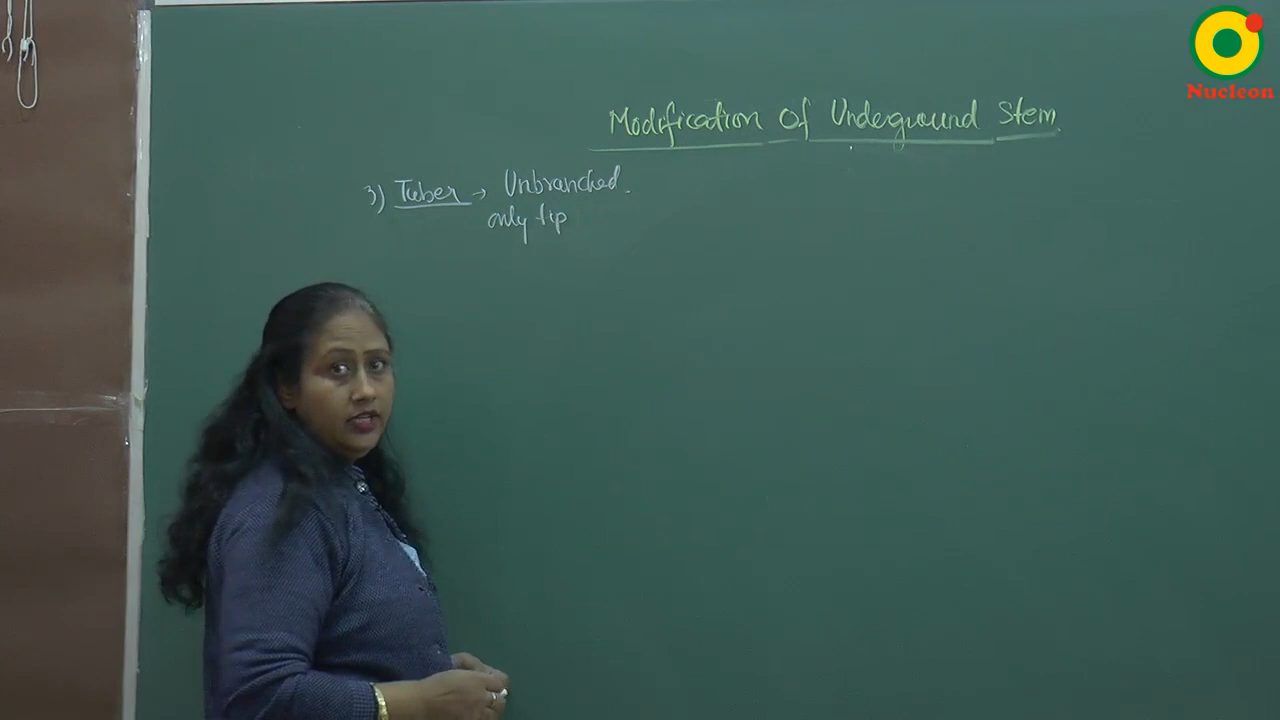 Nucleon
Modification Of Underground Stem
3) Tuber → Unbranched.
only tip